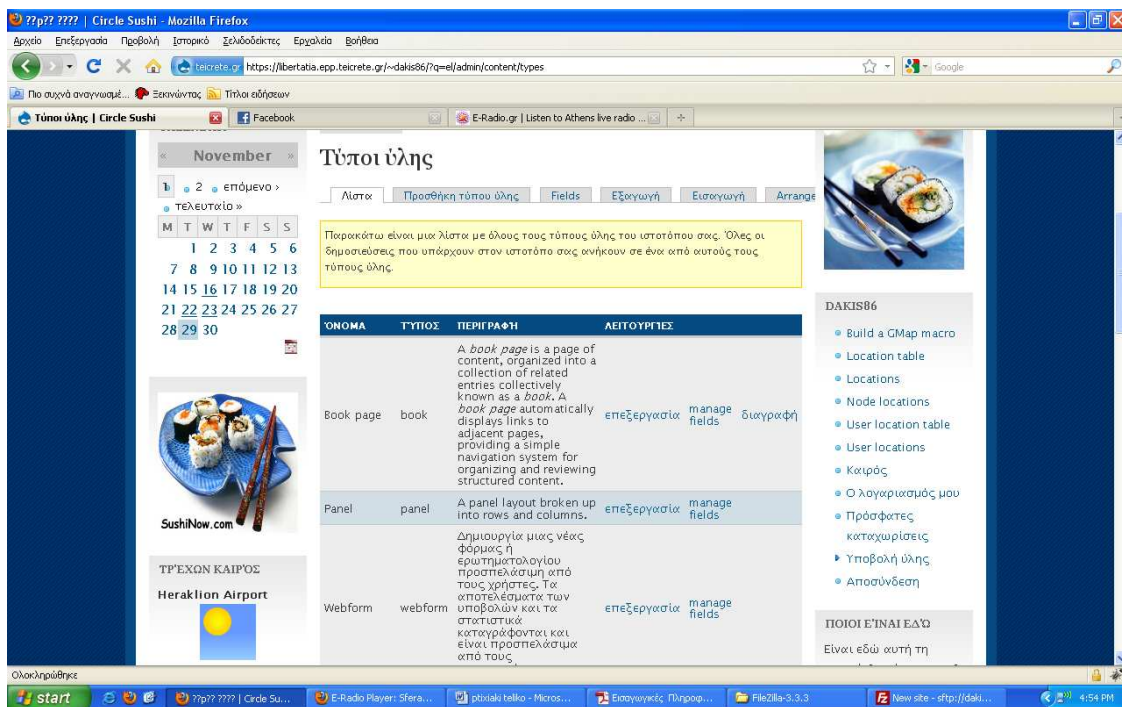 ??p?? ???? | Circle Sushi - Mozilla Firefox
Αρχείο Επεξεργασία Προβολή Ιστορικό Σελιδοδείκτες Εργαλεία Βοήθεια
teicrete.gr https://libertatia.epp.teicrete.gr/~dakis86/?q=el/admin/content/types
Google
Πιο συχνά αναγνωσμέ... Ξεκινώντας Τίτλοι ειδήσεων
Τύποι ύλης | Circle Sushi
Facebook
E-Radio.gr | Listen to Athens live radio ...
« November »
1 2 επόμενο ›
τελευταίο »
M T W T F S S
1 2 3 4 5 6
7 8 9 10 11 12 13
14 15 16 17 18 19 20
21 22 23 24 25 26 27
28 29 30
SushiNow.com
ΤΡΈΧΩΝ ΚΑΙΡΌΣ
Heraklion Airport
Τύποι ύλης
Λίστα Προσθήκη τύπου ύλης Fields Εξαγωγή Εισαγωγή Arrange
Παρακάτω είναι μια λίστα με όλους τους τύπους ύλης του ιστοτόπου σας. Όλες οι
δημοσιεύσεις που υπάρχουν στον ιστοτόπο σας ανήκουν σε ένα από αυτούς τους
τύπους ύλης.
ΌΝΟΜΑ ΤΎΠΟΣ ΠΕΡΙΓΡΑΦΉ ΛΕΙΤΟΥΡΓΊΕΣ
Book page book
A book page is a page of
content, organized into a
collection of related
entries collectively
known as a book. A
book page automatically
displays links to
adjacent pages,
providing a simple
navigation system for
organizing and reviewing
structured content.
επεξεργασία manage fields διαγραφή
Panel panel
A panel layout broken up
into rows and columns.
επεξεργασία manage fields
Webform webform
Δημιουργία μιας νέας
φόρμας ή
ερωτηματολογίου
προσπελάσιμη από
τους χρήστες. Τα
αποτελέσματα των
υποβολών και τα
στατιστικά
καταγράφονται και
είναι προσπελάσιμα
από τους
επεξεργασία manage fields
DAKIS86
Build a GMap macro
Location table
Locations
Node locations
User location table
User locations
Καιρός
Ο λογαριασμός μου
Πρόσφατες
καταχωρίσεις
Υποβολή ύλης
Αποσύνδεση
ΠΟΙΟΙ ΕΊΝΑΙ ΕΔΏ
Είναι εδώ αυτή τη
Ολοκληρώθηκε
start
??p?? ???? | Circle Su...
E-Radio Player: Sfera...
ptixiaki teliko - Micros...
Εισαγωγικές Πληροφ...
FileZilla-3.3.3
New site - sftp://daki...
4:54 PM